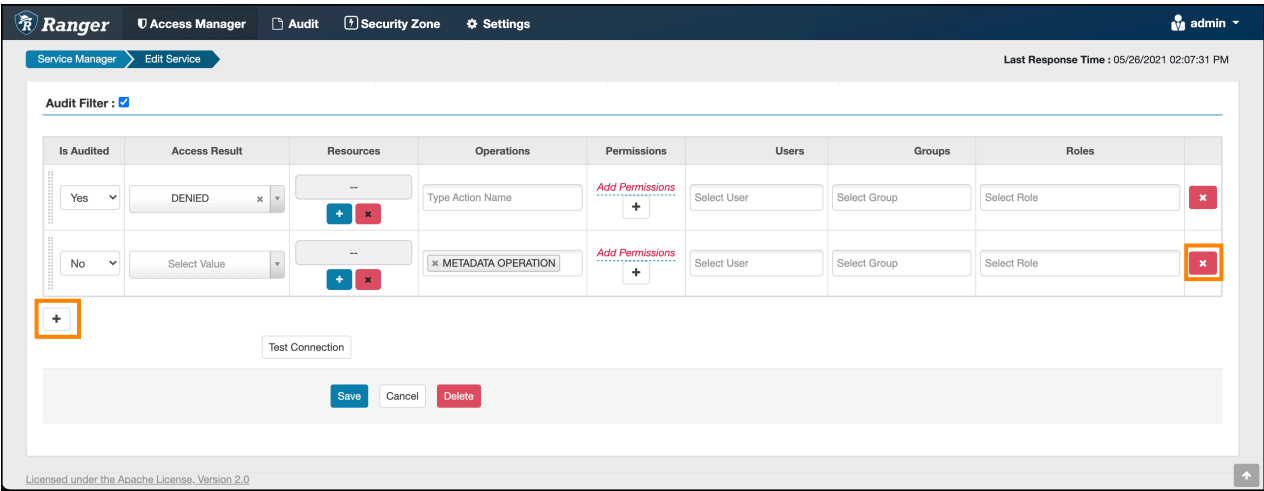 Ranger Access Manager Audit Security Zone Settings admin
Service Manager Edit Service Last Response Time : 05/26/2021 02:07:31 PM
Audit Filter :
Is Audited Access Result Resources Operations Permissions Users Groups Roles
Yes DENIED × -- Type Action Name Add Permissions Select User Select Group Select Role
+ × + ×
No Select Value -- × METADATA OPERATION Add Permissions Select User Select Group Select Role
+ × + ×
+
Test Connection
Save Cancel Delete
Licensed under the Apache License, Version 2.0